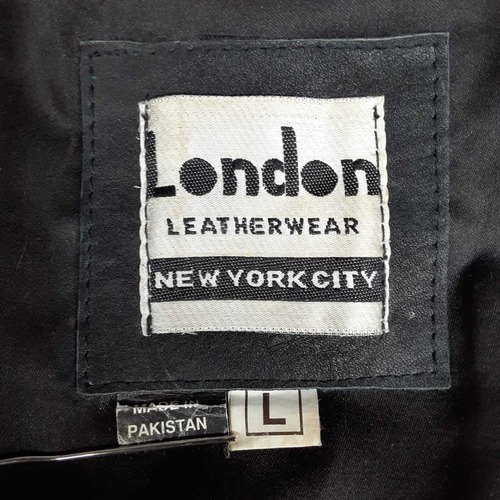 London
LEATHERWEAR
NEW YORK CITY
MADE IN
PAKISTAN
L